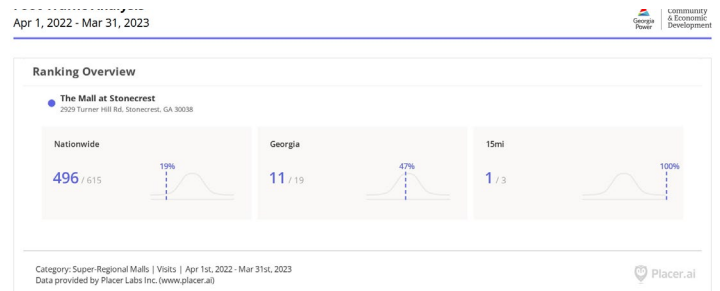 Apr 1, 2022 - Mar 31, 2023
Georgia Power
Community & Economic Development
Ranking Overview
The Mall at Stonecrest
2929 Turner Hill Rd, Stonecrest, GA 30038
Nationwide
496 / 615
19%
Georgia
11 / 19
47%
15mi
1 / 3
100%
Category: Super-Regional Malls | Visits | Apr 1st, 2022 - Mar 31st, 2023
Data provided by Placer Labs Inc. (www.placer.ai)
Placer.ai